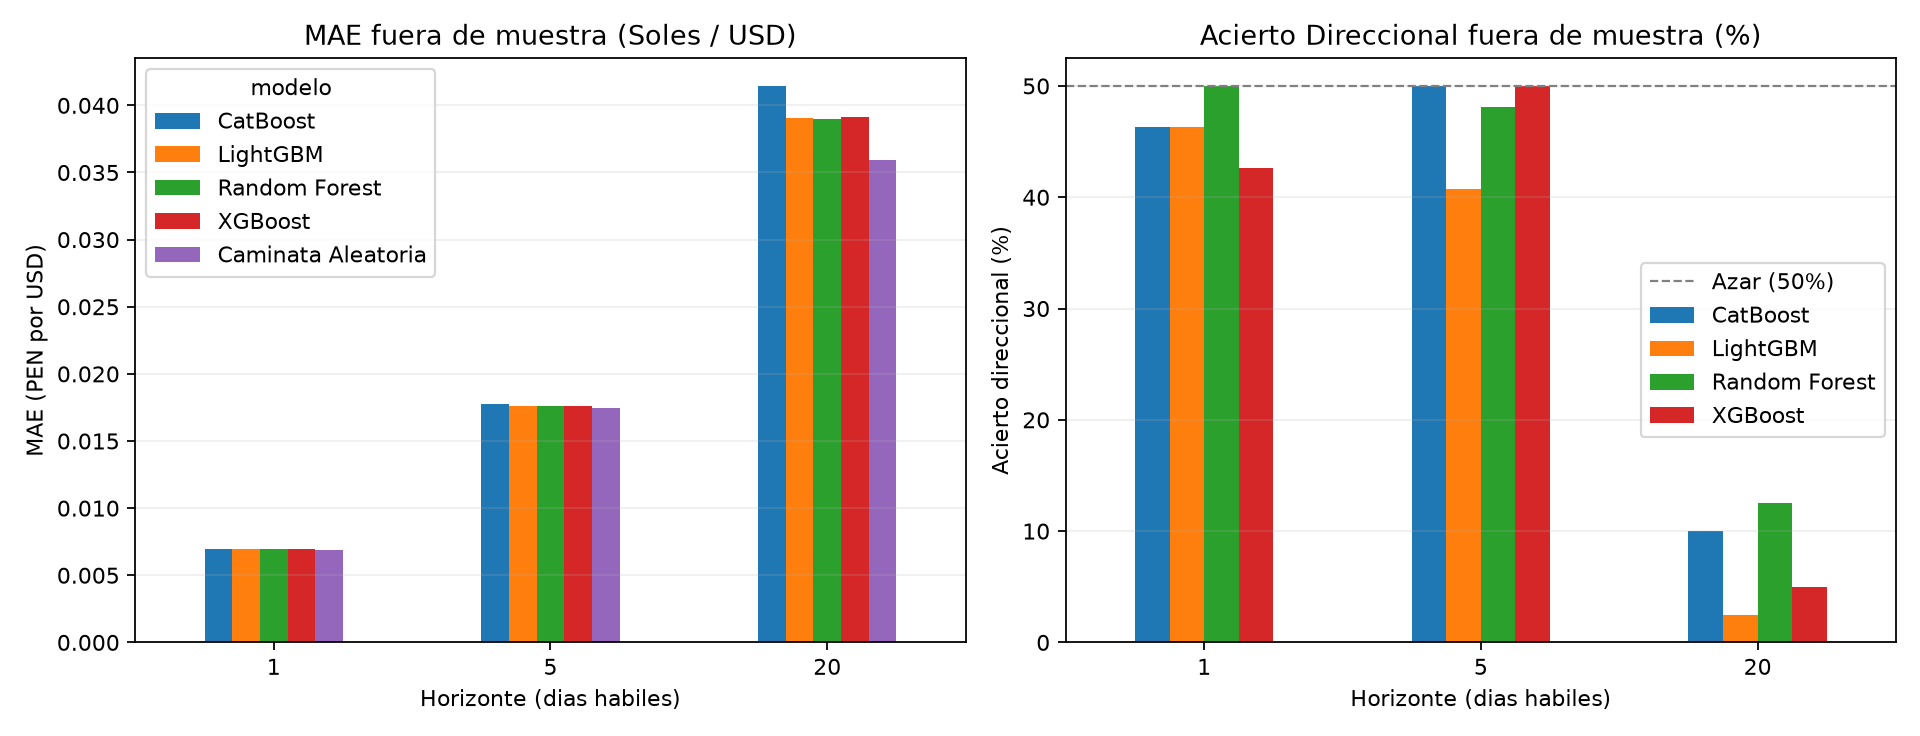 MAE fuera de muestra (Soles / USD)
modelo
CatBoost
LightGBM
Random Forest
XGBoost
Caminata Aleatoria
MAE (PEN por USD)
0.040
0.035
0.030
0.025
0.020
0.015
0.010
0.005
0.000
1
5
20
Horizonte (dias habiles)
Acierto Direccional fuera de muestra (%)
Acierto direccional (%)
50
40
30
20
10
0
Azar (50%)
CatBoost
LightGBM
Random Forest
XGBoost
1
5
20
Horizonte (dias habiles)